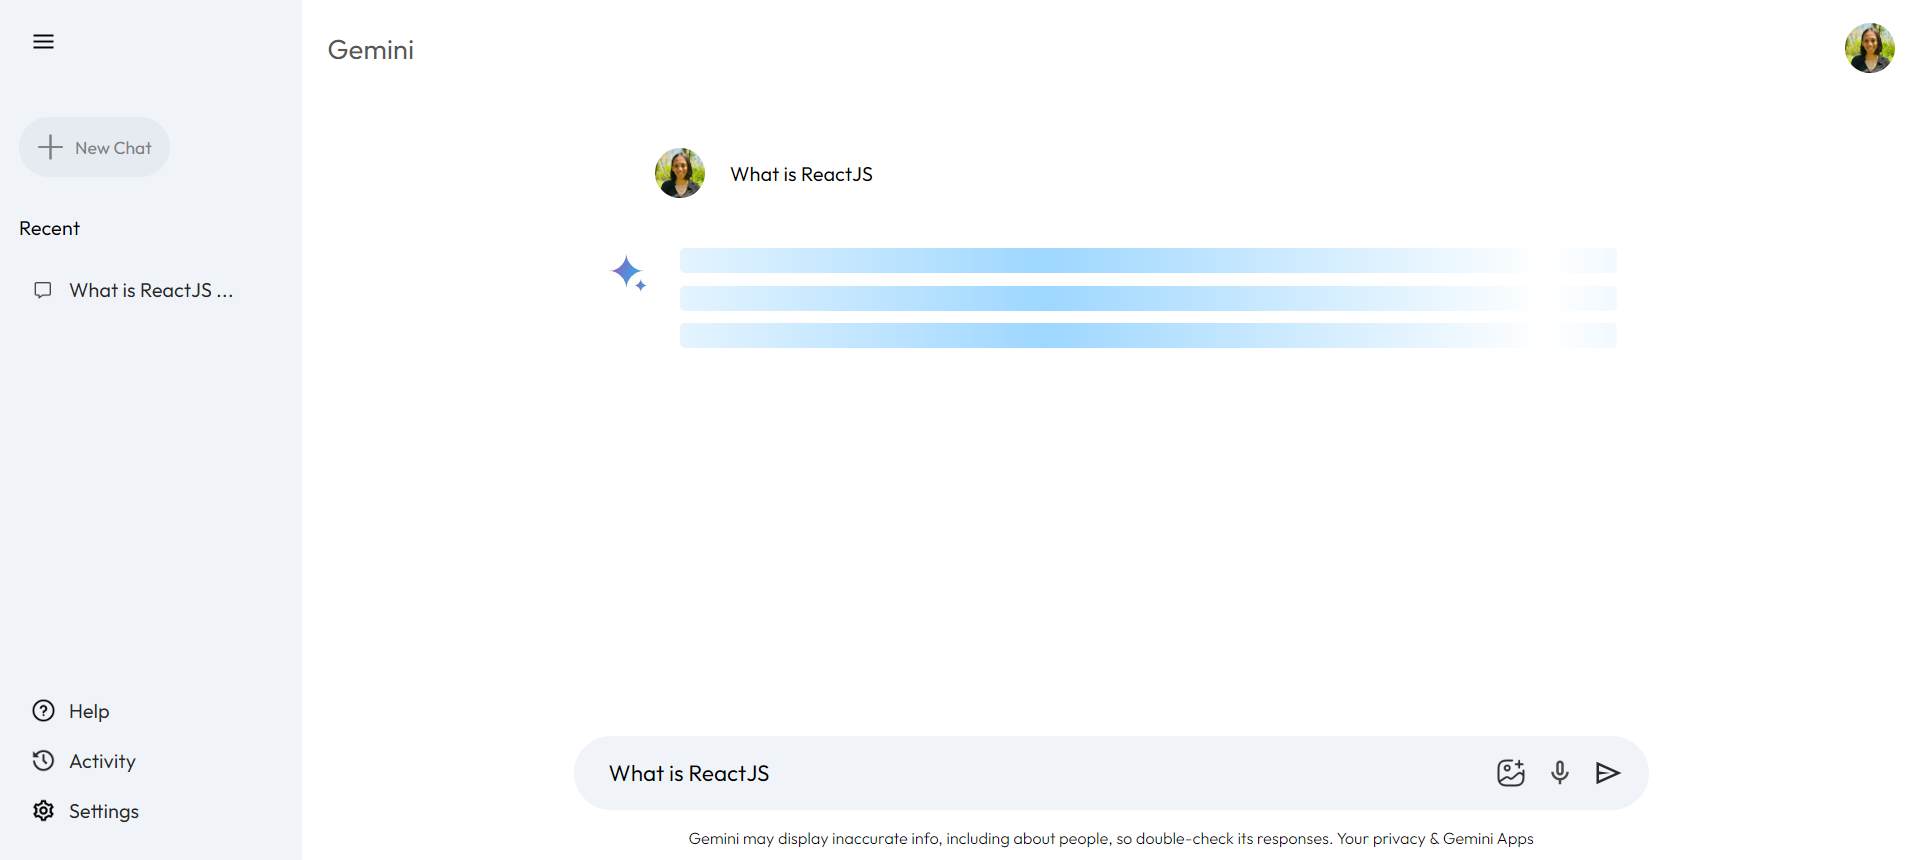 Gemini
New Chat
What is ReactJS
Recent
What is ReactJS ...
Help
Activity
Settings
What is ReactJS
Gemini may display inaccurate info, including about people, so double-check its responses. Your privacy & Gemini Apps